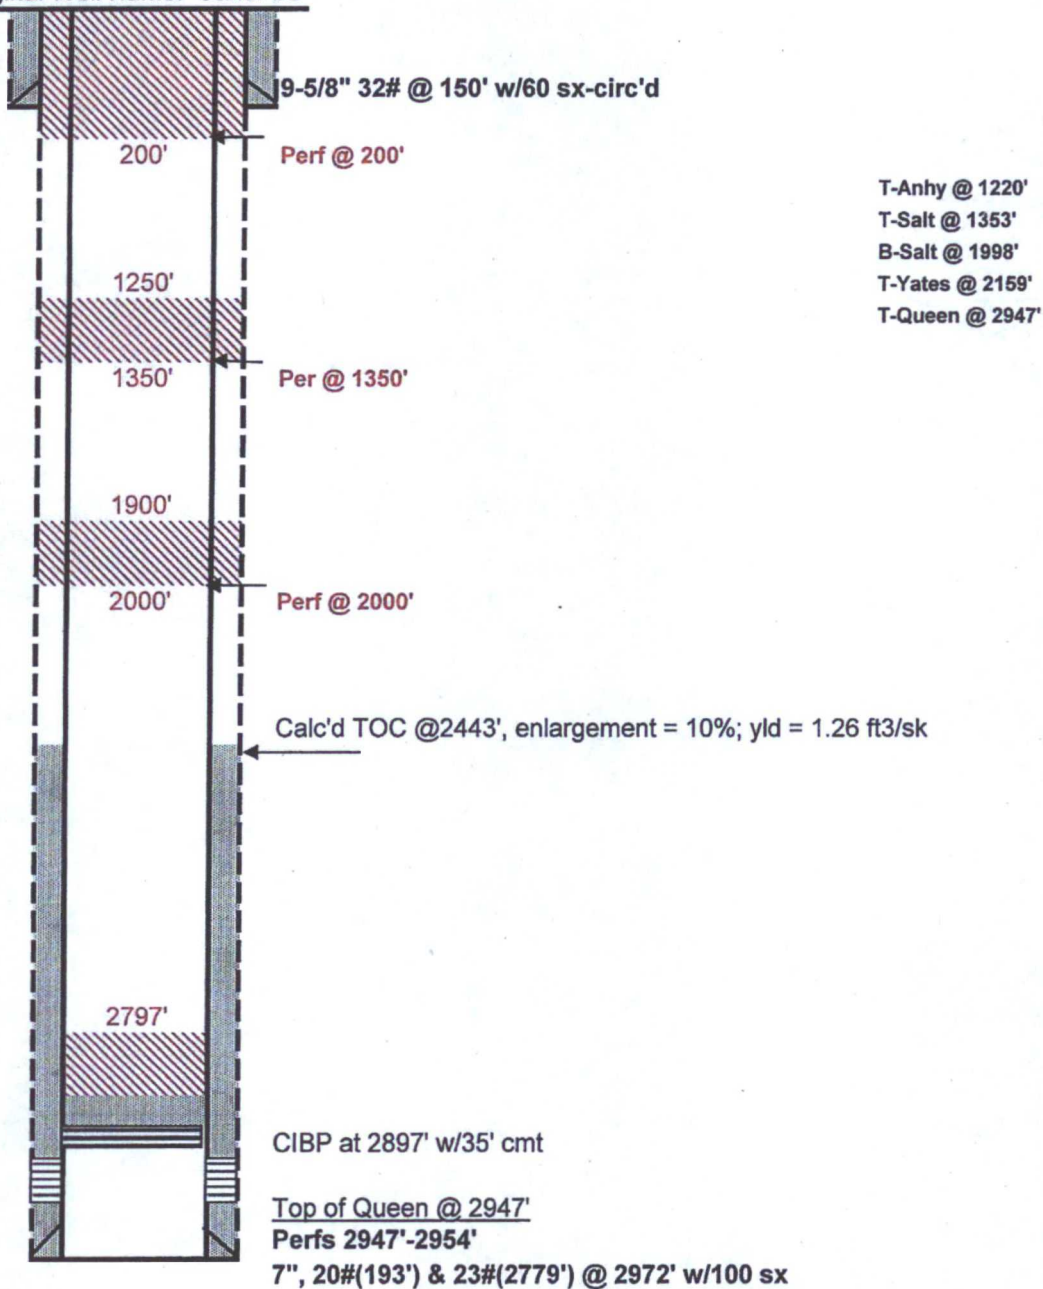 9-5/8" 32# @ 150' w/60 sx-circ'd
200'
Perf @ 200'
T-Anhy @ 1220'
T-Salt @ 1353'
B-Salt @ 1998'
T-Yates @ 2159'
T-Queen @ 2947'
1250'
1350'
Per @ 1350'
1900'
2000'
Perf @ 2000'
Calc'd TOC @2443', enlargement = 10%; yld = 1.26 ft3/sk
2797'
CIBP at 2897' w/35' cmt
Top of Queen @ 2947'
Perfs 2947'-2954'
7", 20#(193') & 23#(2779') @ 2972' w/100 sx